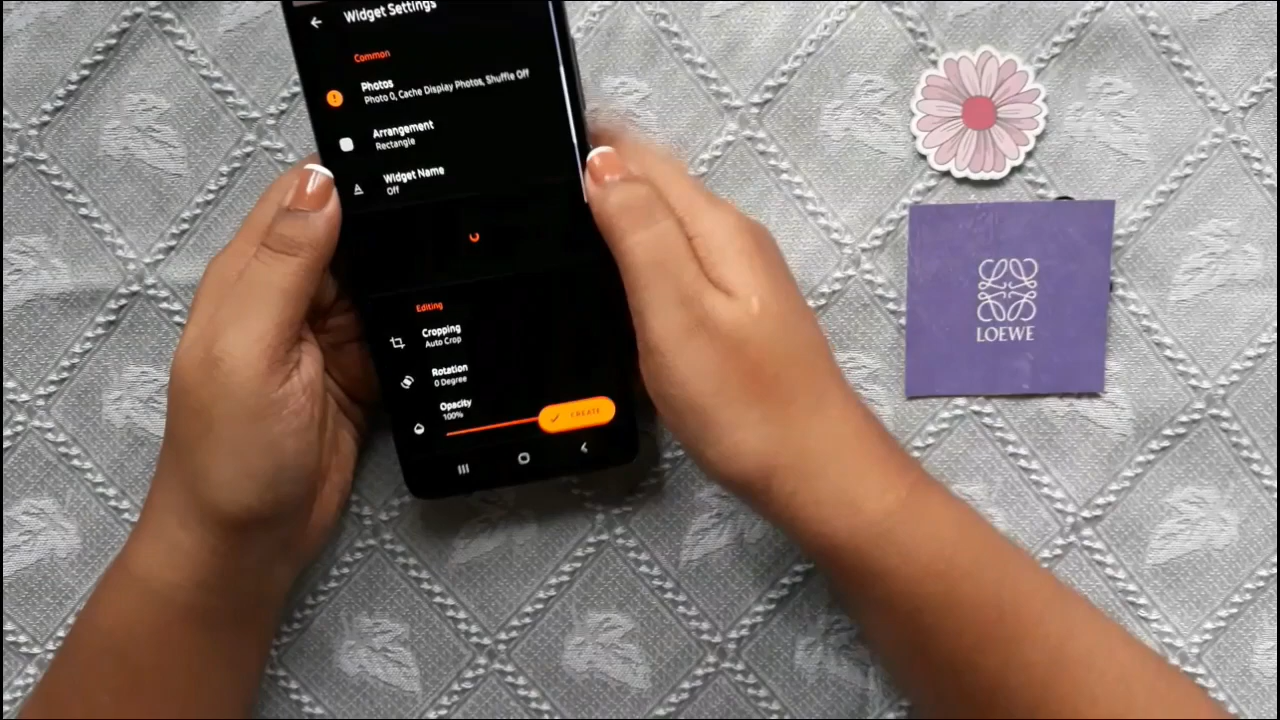 Widget Settings
Common
Photos
Photo 0, Cache Display Photos, Shuffle Off
Arrangement
Rectangle
Widget Name
Off
Editing
Cropping
Auto Crop
Rotation
0 Degree
Opacity
100%
CREATE
LOEWE